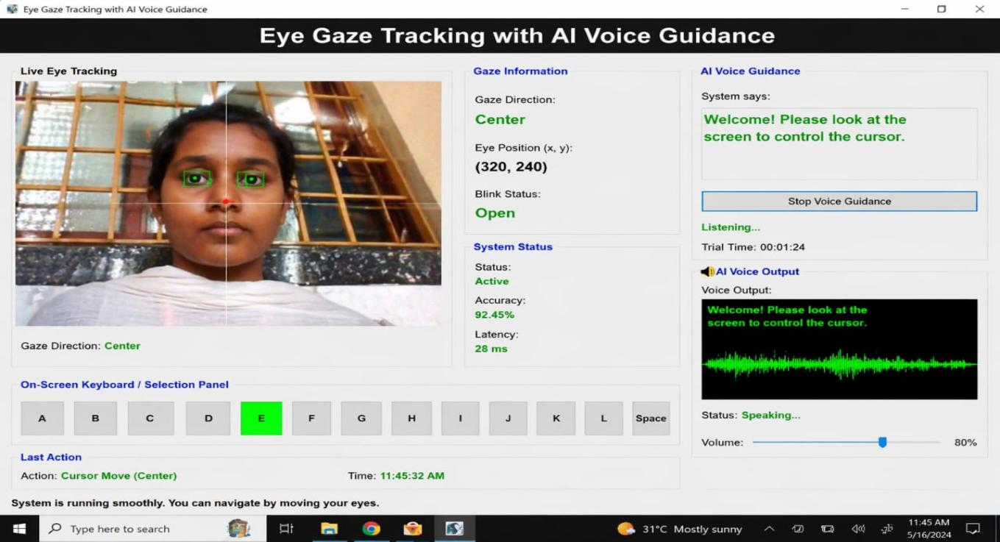 Eye Gaze Tracking with AI Voice Guidance
Eye Gaze Tracking with AI Voice Guidance
Live Eye Tracking
Gaze Direction: Center
Gaze Information
Gaze Direction:
Center
Eye Position (x, y):
(320, 240)
Blink Status:
Open
System Status
Status:
Active
Accuracy:
92.45%
Latency:
28 ms
AI Voice Guidance
System says:
Welcome! Please look at the
screen to control the cursor.
Stop Voice Guidance
Listening...
Trial Time: 00:01:24
AI Voice Output
Voice Output:
Welcome! Please look at the
screen to control the cursor.
Status: Speaking...
Volume: 80%
On-Screen Keyboard / Selection Panel
A B C D E F G H I J K L Space
Last Action
Action: Cursor Move (Center) Time: 11:45:32 AM
System is running smoothly. You can navigate by moving your eyes.
Type here to search
31°C Mostly sunny
11:45 AM
5/16/2024